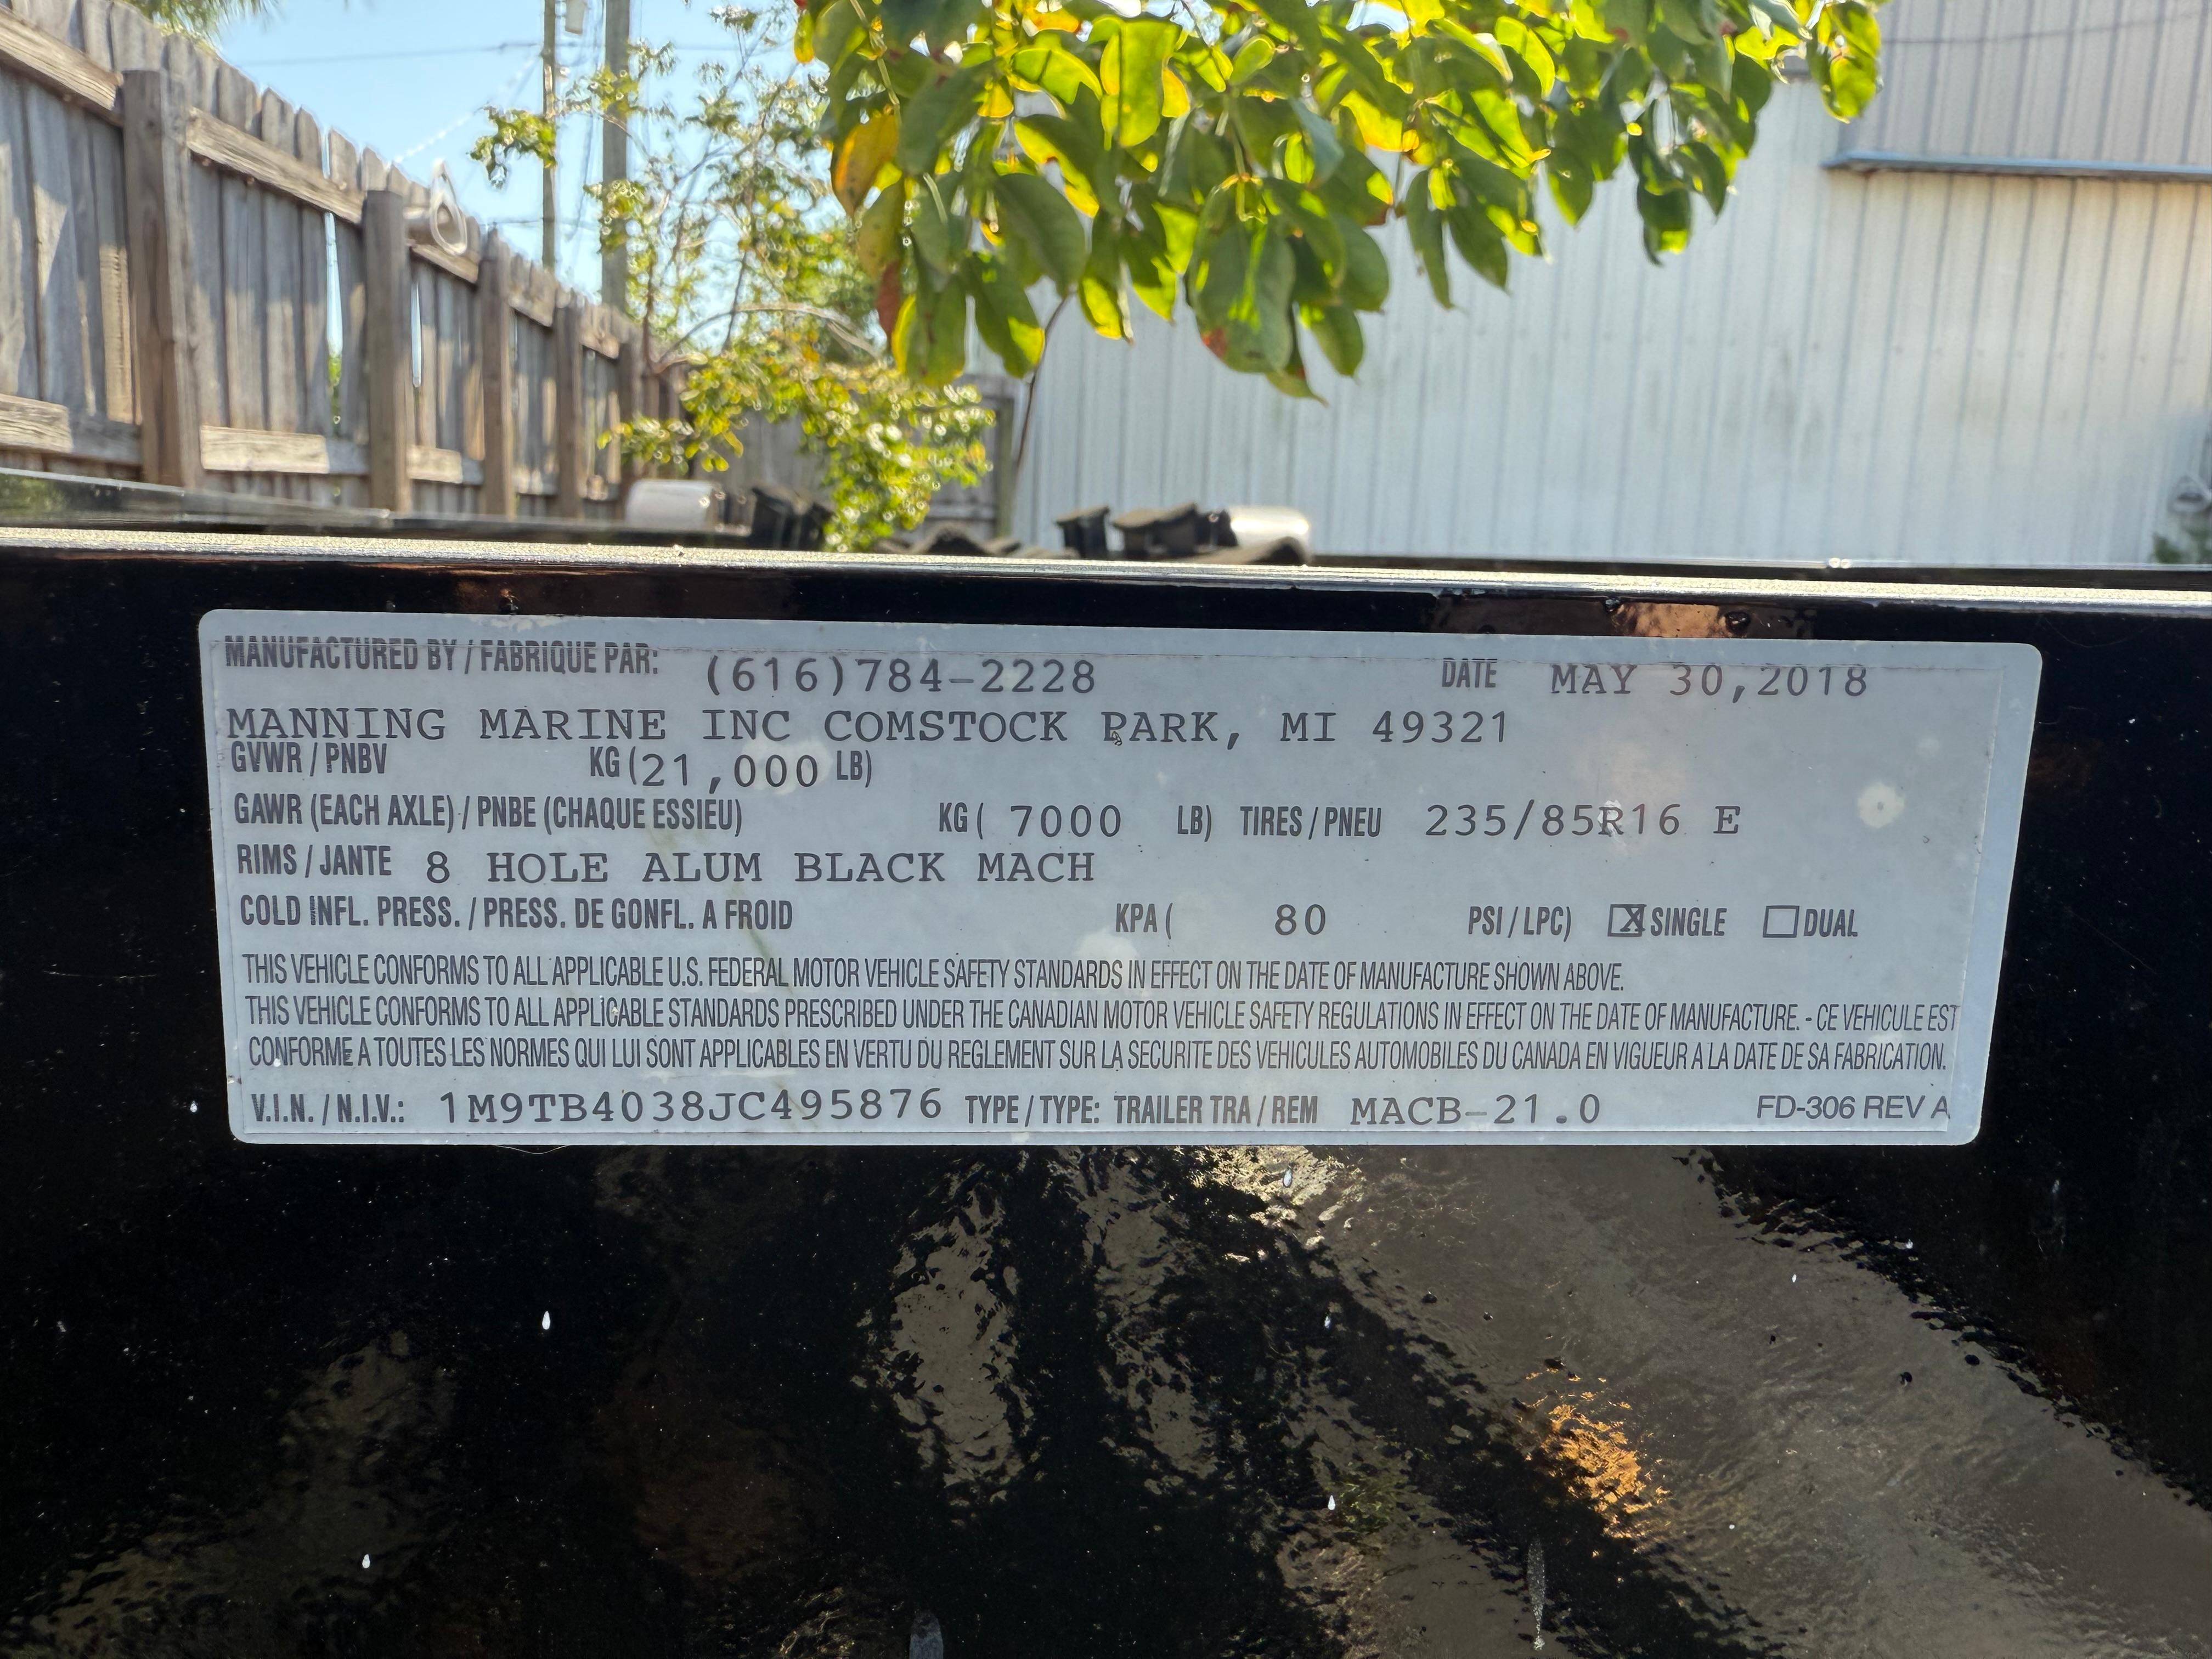 MANUFACTURED BY / FABRIQUE PAR: (616)784-2228 DATE MAY 30,2018
MANNING MARINE INC COMSTOCK PARK, MI 49321
GVWR / PNBV KG (21,000 LB)
GAWR (EACH AXLE) / PNBE (CHAQUE ESSIEU) KG ( 7000 LB) TIRES / PNEU 235/85R16 E
RIMS / JANTE 8 HOLE ALUM BLACK MACH
COLD INFL. PRESS. / PRESS. DE GONFL. A FROID KPA ( 80 PSI / LPC) X SINGLE DUAL
THIS VEHICLE CONFORMS TO ALL APPLICABLE U.S. FEDERAL MOTOR VEHICLE SAFETY STANDARDS IN EFFECT ON THE DATE OF MANUFACTURE SHOWN ABOVE.
THIS VEHICLE CONFORMS TO ALL APPLICABLE STANDARDS PRESCRIBED UNDER THE CANADIAN MOTOR VEHICLE SAFETY REGULATIONS IN EFFECT ON THE DATE OF MANUFACTURE. - CE VEHICULE EST
CONFORME A TOUTES LES NORMES QUI LUI SONT APPLICABLES EN VERTU DU REGLEMENT SUR LA SECURITE DES VEHICULES AUTOMOBILES DU CANADA EN VIGUEUR A LA DATE DE SA FABRICATION.
V.I.N. / N.I.V.: 1M9TB4038JC495876 TYPE / TYPE: TRAILER TRA / REM MACB-21.0 FD-306 REV A